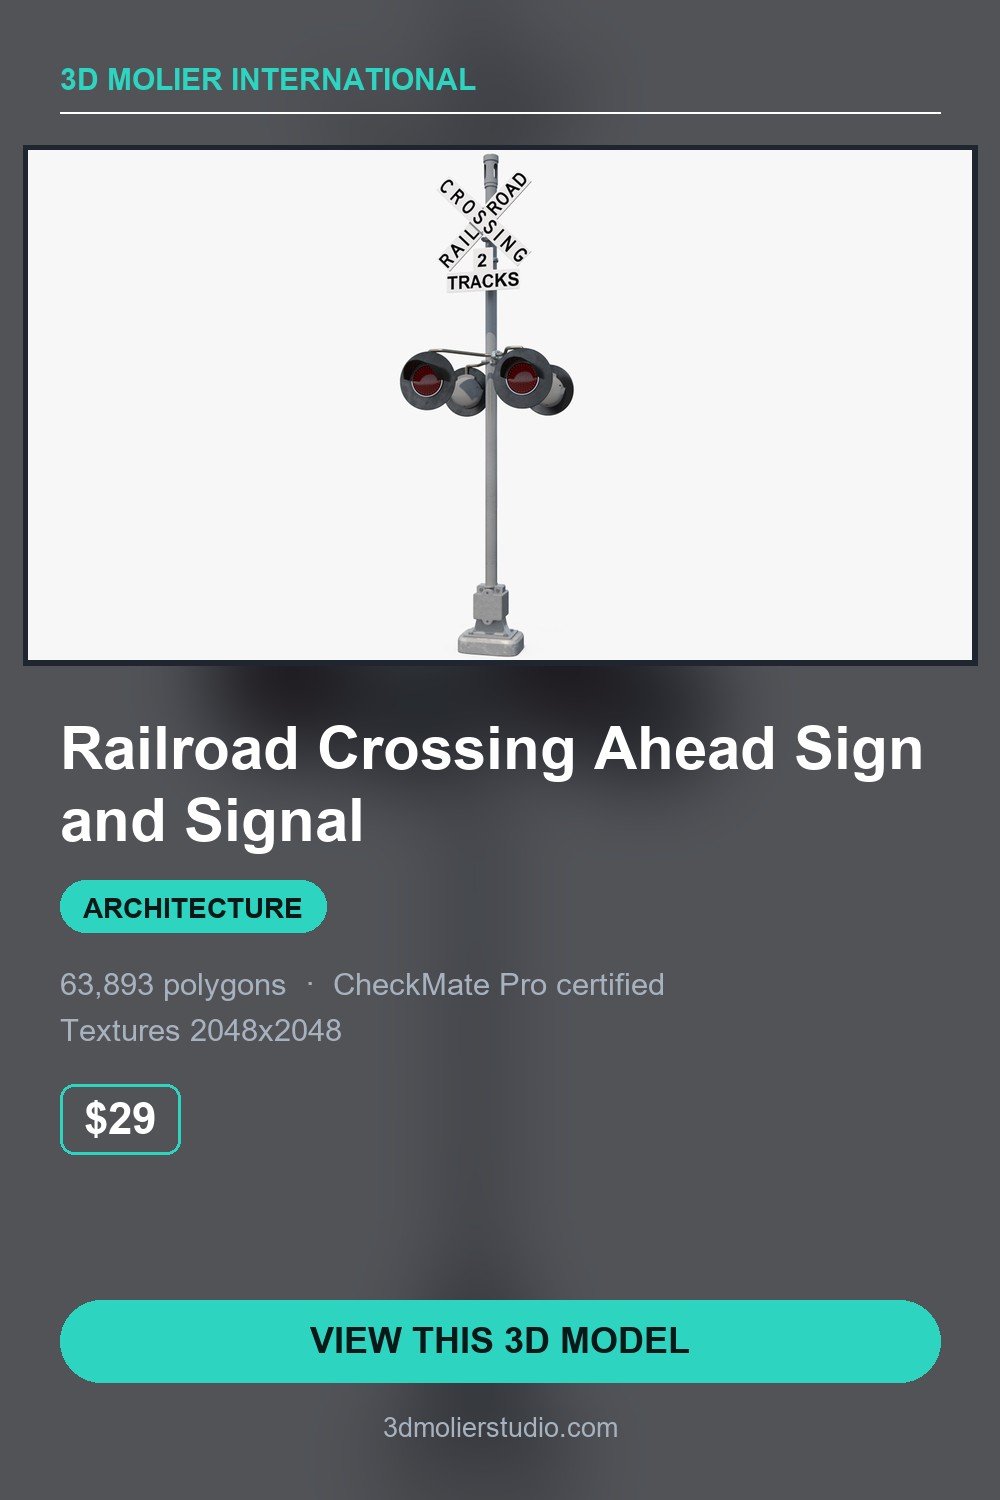 3D MOLIER INTERNATIONAL
RAILROAD
CROSSING
2
TRACKS
Railroad Crossing Ahead Sign
and Signal
ARCHITECTURE
63,893 polygons · CheckMate Pro certified
Textures 2048x2048
$29
VIEW THIS 3D MODEL
3dmolierstudio.com